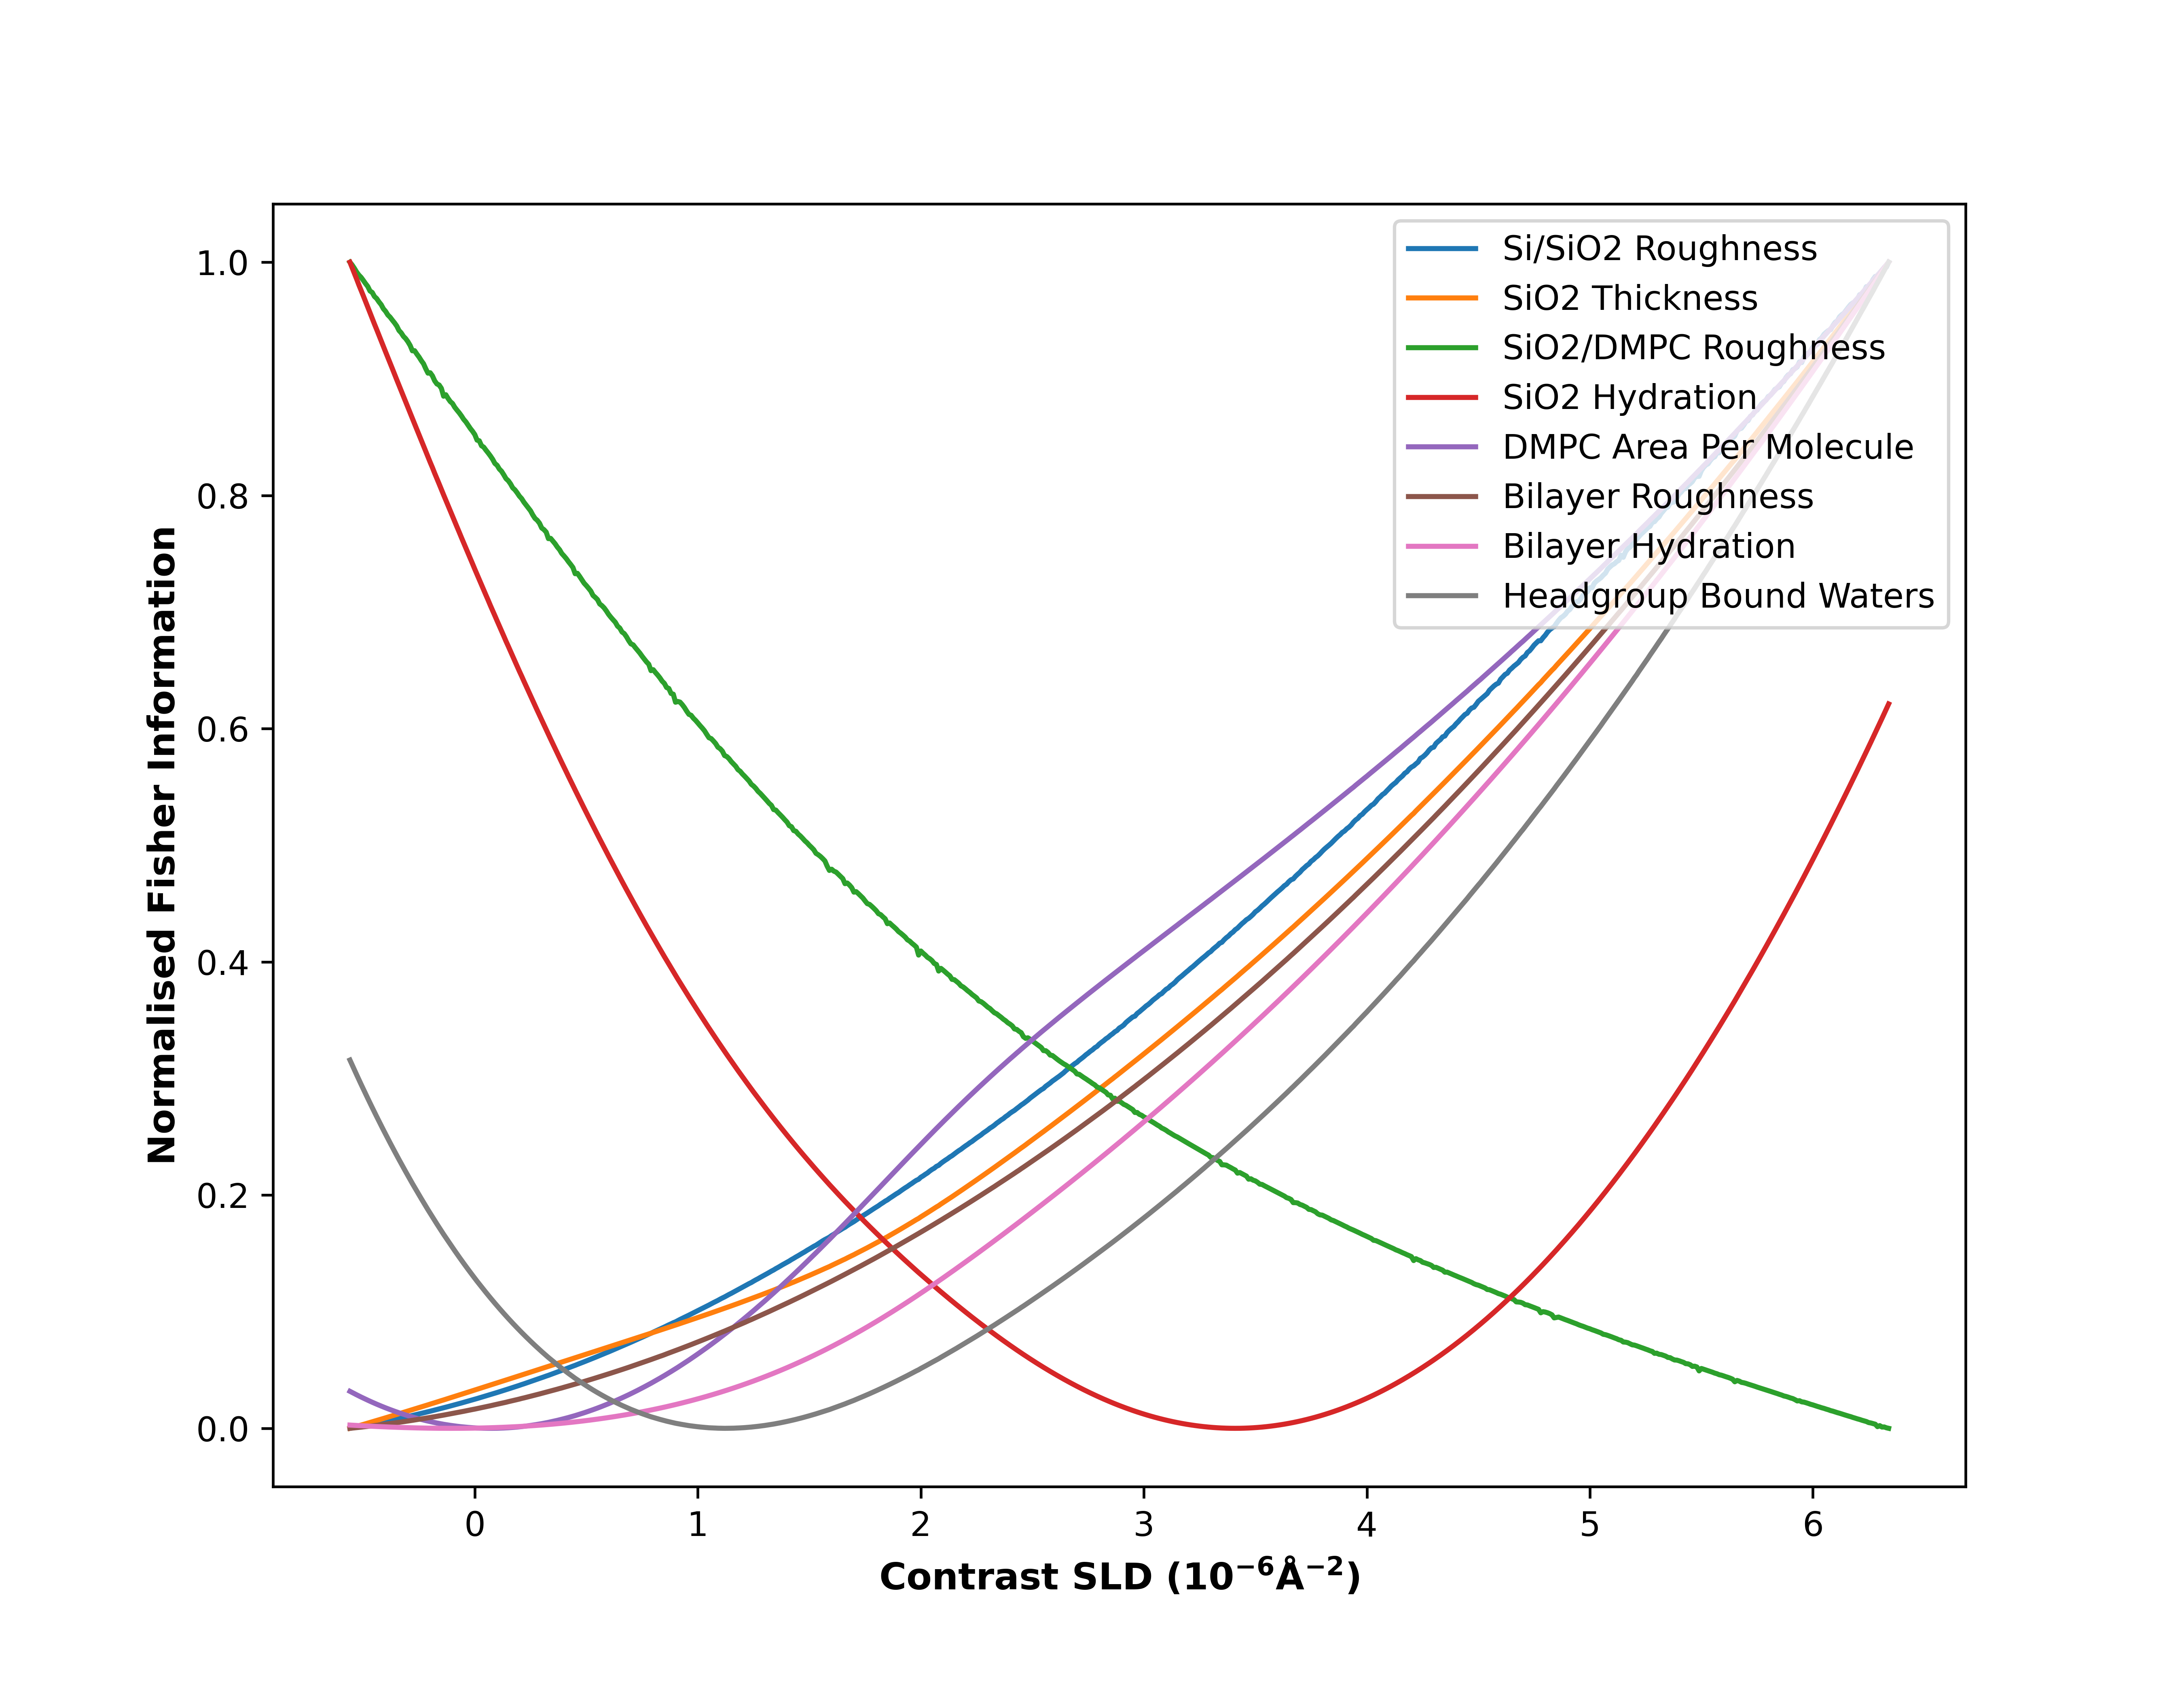 Si/SiO2 Roughness
SiO2 Thickness
SiO2/DMPC Roughness
SiO2 Hydration
DMPC Area Per Molecule
Bilayer Roughness
Bilayer Hydration
Headgroup Bound Waters
Normalised Fisher Information
1.0
0.8
0.6
0.4
0.2
0.0
0 1 2 3 4 5 6
Contrast SLD (10⁻⁶Å⁻²)